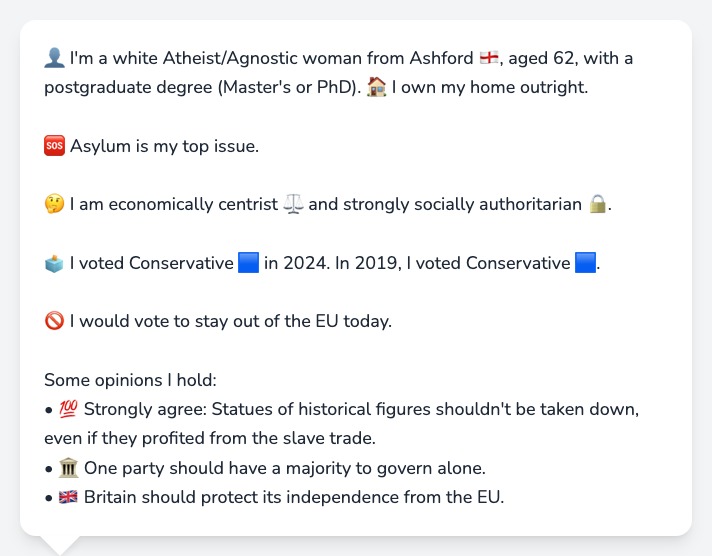 👤 I'm a white Atheist/Agnostic woman from Ashford 🏴󠁧󠁢󠁥󠁮󠁧󠁿, aged 62, with a
postgraduate degree (Master's or PhD). 🏠 I own my home outright.
🆘 Asylum is my top issue.
🤔 I am economically centrist ⚖️ and strongly socially authoritarian 🔒.
🗳️ I voted Conservative 🟦 in 2024. In 2019, I voted Conservative 🟦.
🚫 I would vote to stay out of the EU today.
Some opinions I hold:
• 💯 Strongly agree: Statues of historical figures shouldn't be taken down,
even if they profited from the slave trade.
• 🏛️ One party should have a majority to govern alone.
• 🇬🇧 Britain should protect its independence from the EU.